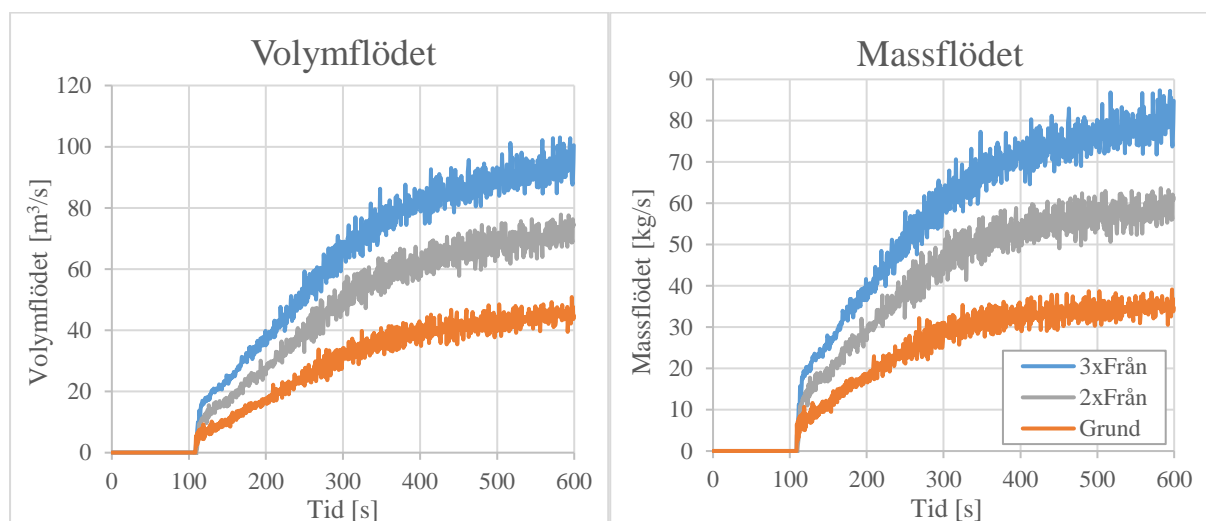 Volymflödet
120
100
80
60
40
20
0
Volymflödet [m³/s]
0 100 200 300 400 500 600
Tid [s]
Massflödet
90
80
70
60
50
40
30
20
10
0
Massflödet [kg/s]
3xFrån
2xFrån
Grund
0 100 200 300 400 500 600
Tid [s]